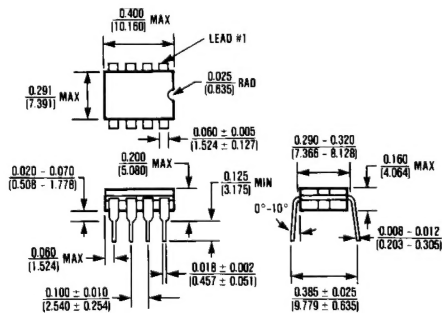 0.400
(10.160) MAX
LEAD #1
0.291
(7.391) MAX
0.025
(0.635) RAD
0.060 ± 0.005
(1.524 ± 0.127)
0.290 - 0.320
(7.366 - 8.128)
0.020 - 0.070
(0.508 - 1.778)
0.200
(5.080) MAX
0.125
(3.175) MIN
0.160
(4.064) MAX
0°-10°
0.008 - 0.012
(0.203 - 0.305)
0.060
(1.524) MAX
0.018 ± 0.002
(0.457 ± 0.051)
0.100 ± 0.010
(2.540 ± 0.254)
0.385 ± 0.025
(9.779 ± 0.635)